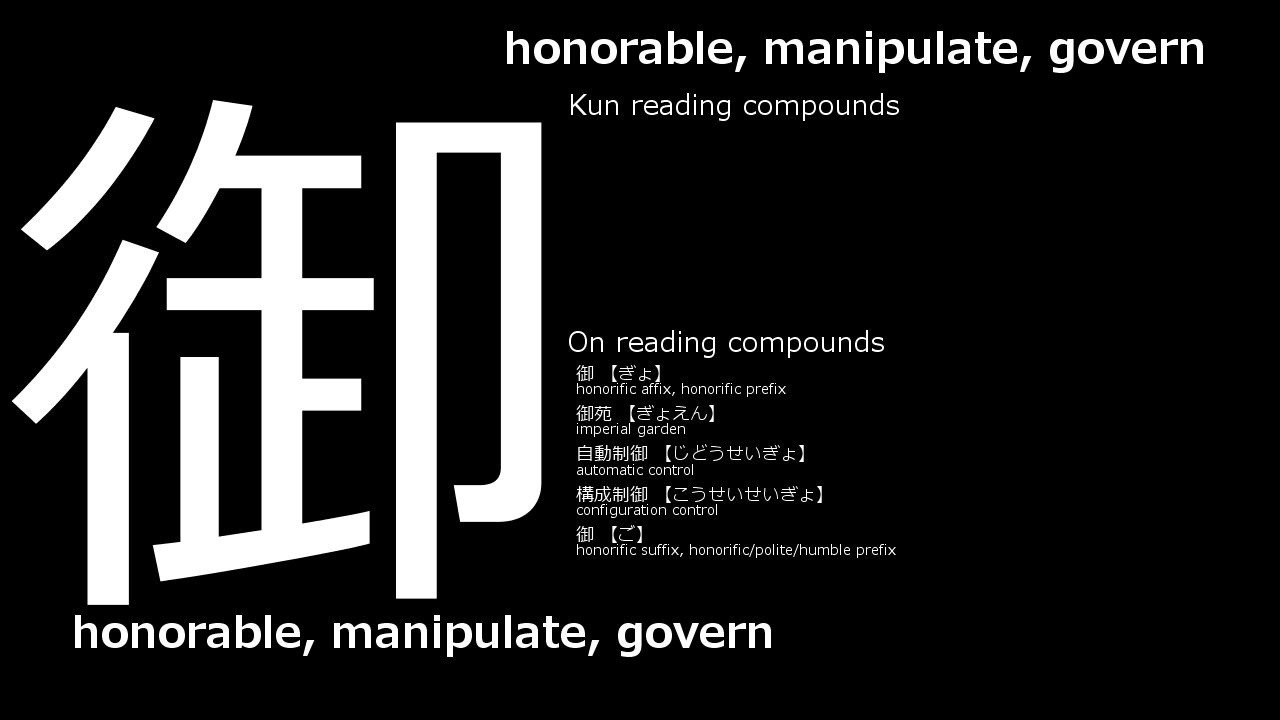 honorable, manipulate, govern
御
Kun reading compounds
On reading compounds
御 【ぎょ】
honorific affix, honorific prefix
御苑 【ぎょえん】
imperial garden
自動制御 【じどうせいぎょ】
automatic control
構成制御 【こうせいせいぎょ】
configuration control
御 【ご】
honorific suffix, honorific/polite/humble prefix
honorable, manipulate, govern